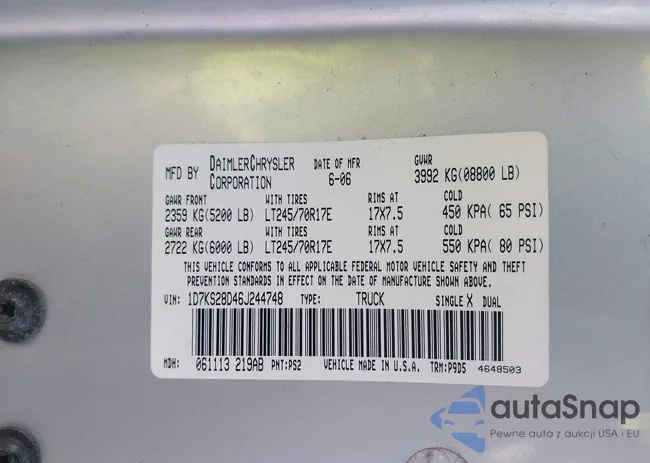 MFD BY DAIMLERCHRYSLER CORPORATION DATE OF MFR 6-06 GVWR 3992 KG(08800 LB)
GAWR FRONT WITH TIRES RIMS AT COLD
2359 KG(5200 LB) LT245/70R17E 17X7.5 450 KPA( 65 PSI)
GAWR REAR WITH TIRES RIMS AT COLD
2722 KG(6000 LB) LT245/70R17E 17X7.5 550 KPA( 80 PSI)
THIS VEHICLE CONFORMS TO ALL APPLICABLE FEDERAL MOTOR VEHICLE SAFETY AND THEFT
PREVENTION STANDARDS IN EFFECT ON THE DATE OF MANUFACTURE SHOWN ABOVE.
VIN: 1D7KS28D46J244748 TYPE: TRUCK SINGLE X DUAL
MDH: 061113 219AB PNT:PS2 VEHICLE MADE IN U.S.A. TRM:P9D5 4648503
autaSnap
Pewne auta z aukcji USA i EU